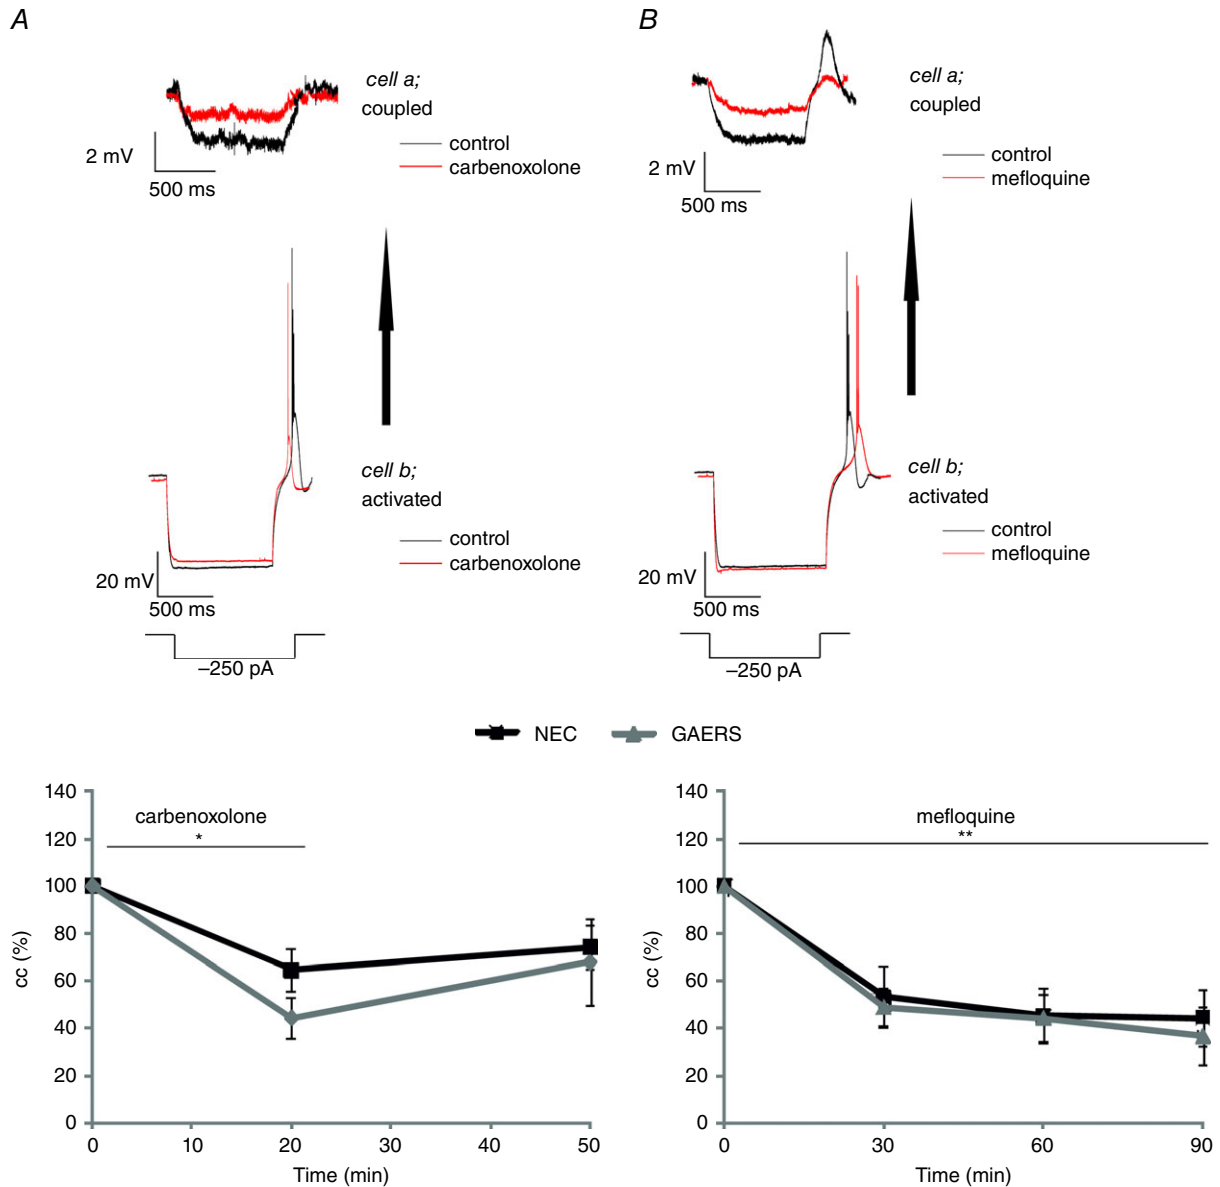 A
cell a;
coupled
control
carbenoxolone
2 mV
500 ms
cell b;
activated
control
carbenoxolone
20 mV
500 ms
–250 pA
B
cell a;
coupled
control
mefloquine
2 mV
500 ms
cell b;
activated
control
mefloquine
20 mV
500 ms
–250 pA
NEC GAERS
140
120
100
80
60
40
20
0
cc (%)
carbenoxolone
*
0 10 20 30 40 50
Time (min)
140
120
100
80
60
40
20
0
cc (%)
mefloquine
**
0 30 60 90
Time (min)